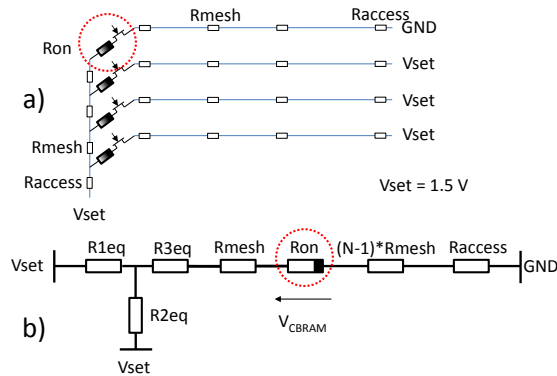 Rmesh Raccess
GND
Ron
Vset
Vset
a)
Rmesh
Vset
Raccess
Vset = 1.5 V
Vset
R1eq R3eq Rmesh Ron (N-1)*Rmesh Raccess
Vset GND
R2eq
VCBRAM
b)
Vset